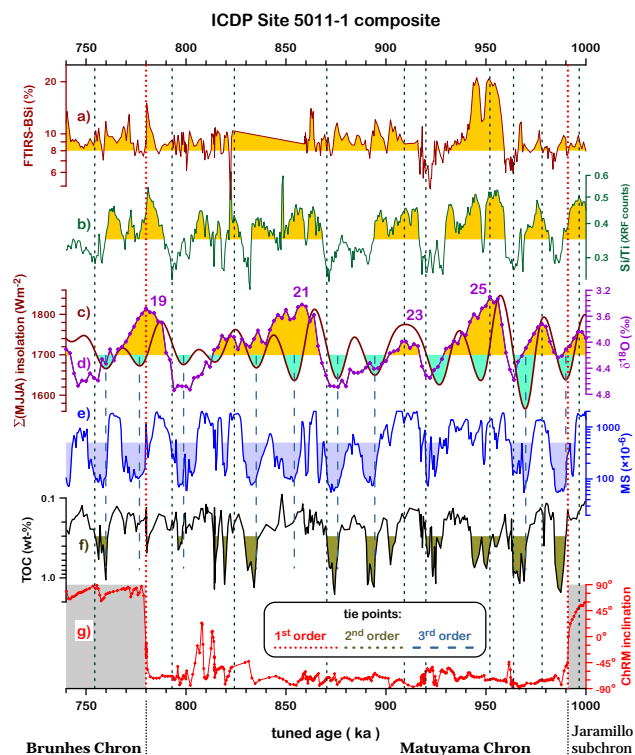 ICDP Site 5011-1 composite
750 800 850 900 950 1000
20
10
8
6
FTIRS-BSi (%)
a)
0.6
0.5
0.4
0.3
Si/Ti (XRF counts)
b)
1800
1700
1600
Σ(MJJA) insolation (Wm⁻²)
c)
d)
19
21
23
25
3.2
3.6
4.0
4.4
4.8
δ¹⁸O (‰)
e)
1000
100
MS (×10⁻⁶)
0.1
1.0
TOC (wt-%)
f)
g)
90°
45°
0°
-45°
-90°
ChRM inclination
tie points:
1st order 2nd order 3rd order
750 800 850 900 950 1000
tuned age ( ka )
Brunhes Chron
Matuyama Chron
Jaramillo
subchron